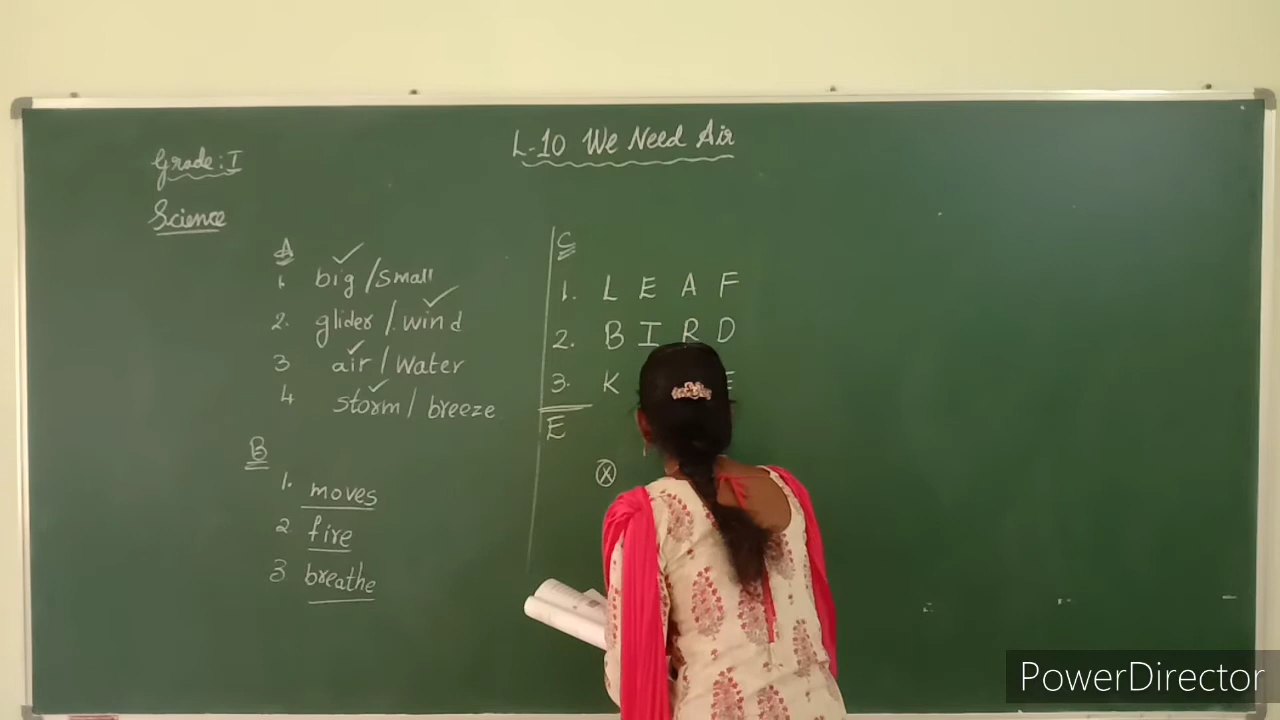 L-10 We Need Air
Grade: I
Science
A
1. big / small
2. glider / wind
3 air / water
4 storm / breeze
B
1. moves
2. fire
3 breathe
C
1. L E A F
2. B I R D
3. K E
E
PowerDirector